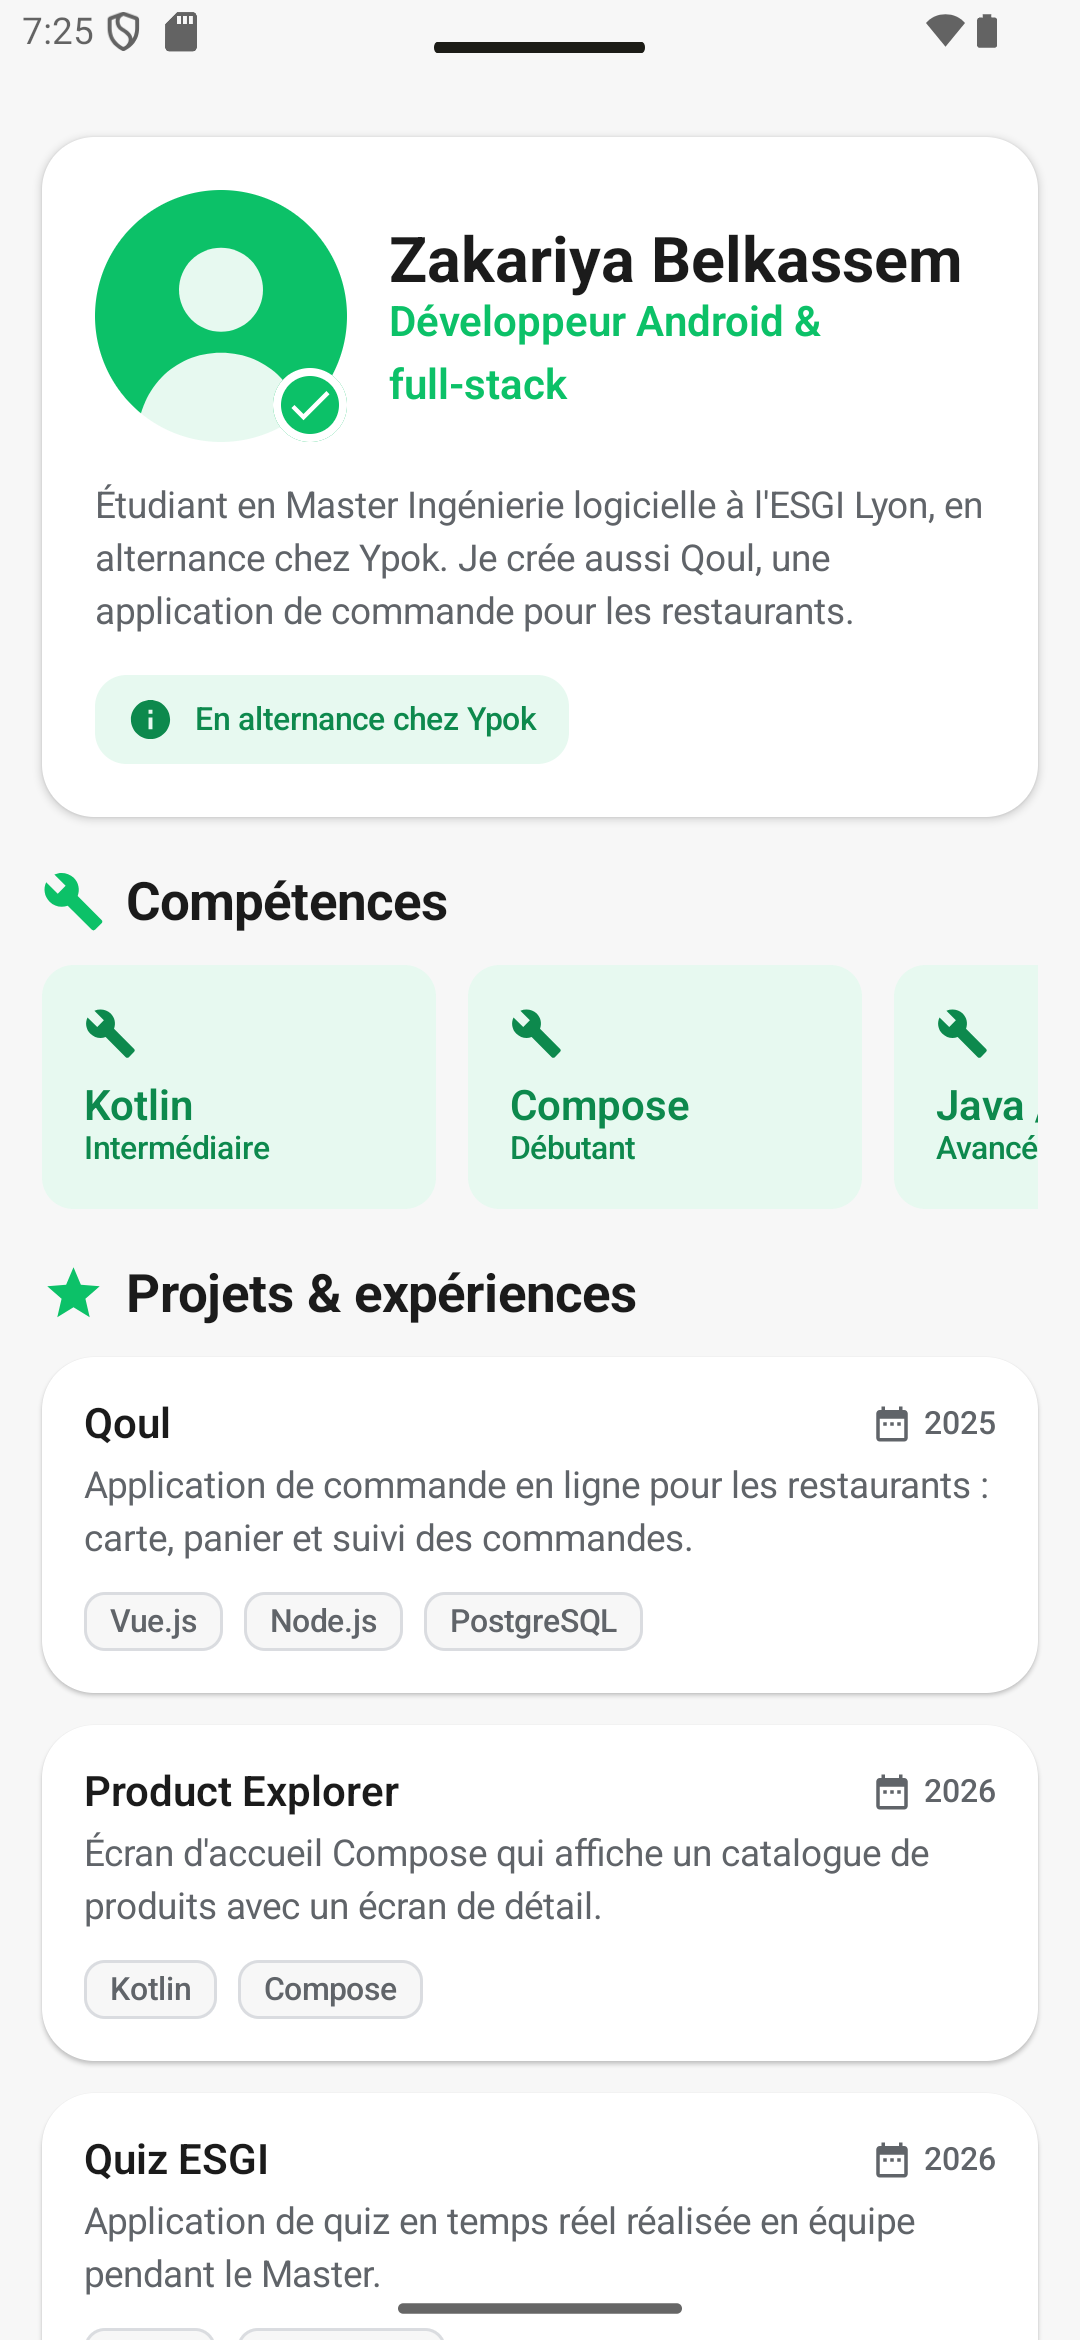 7:25
Zakariya Belkassem
Développeur Android &
full-stack
Étudiant en Master Ingénierie logicielle à l'ESGI Lyon, en
alternance chez Ypok. Je crée aussi Qoul, une
application de commande pour les restaurants.
En alternance chez Ypok
Compétences
Kotlin
Intermédiaire
Compose
Débutant
Java
Avancé
Projets & expériences
Qoul
2025
Application de commande en ligne pour les restaurants :
carte, panier et suivi des commandes.
Vue.js
Node.js
PostgreSQL
Product Explorer
2026
Écran d'accueil Compose qui affiche un catalogue de
produits avec un écran de détail.
Kotlin
Compose
Quiz ESGI
2026
Application de quiz en temps réel réalisée en équipe
pendant le Master.